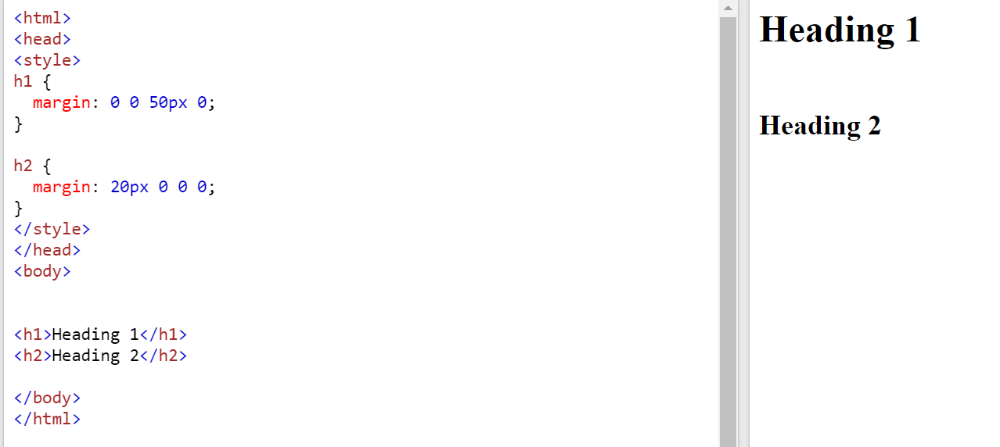 <html>
<head>
<style>
h1 {
  margin: 0 0 50px 0;
}

h2 {
  margin: 20px 0 0 0;
}
</style>
</head>
<body>


<h1>Heading 1</h1>
<h2>Heading 2</h2>

</body>
</html>
Heading 1
Heading 2